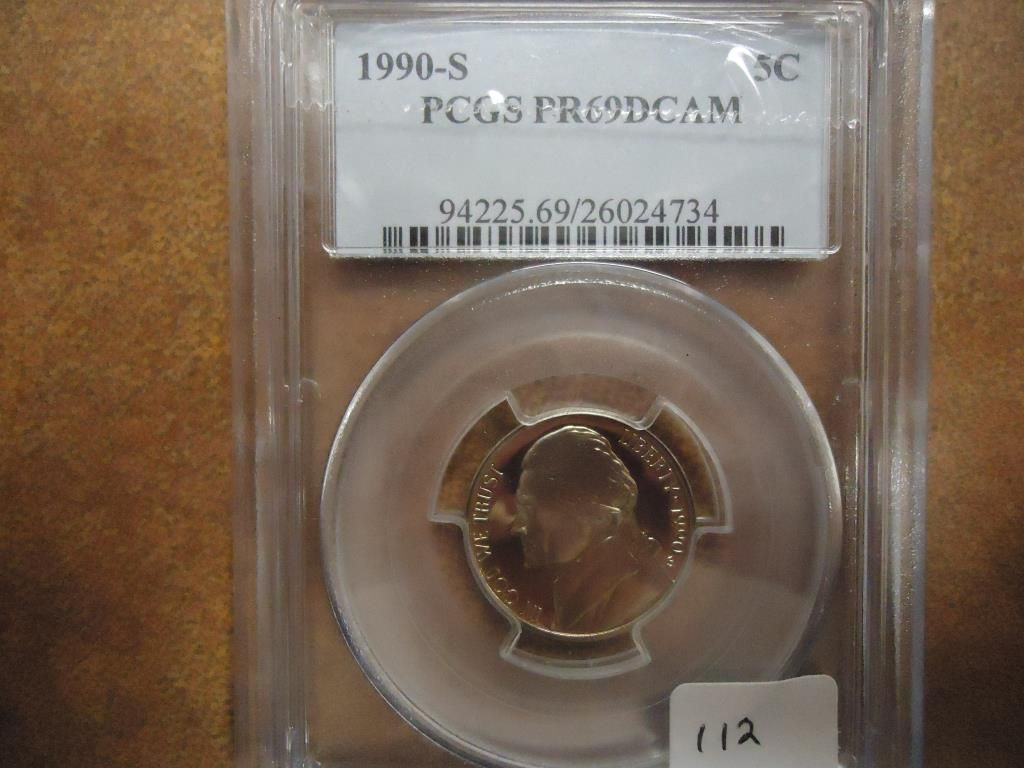 1990-S 5C
PCGS PR69DCAM
94225.69/26024734
IN GOD WE TRUST
LIBERTY • 1990 S
112